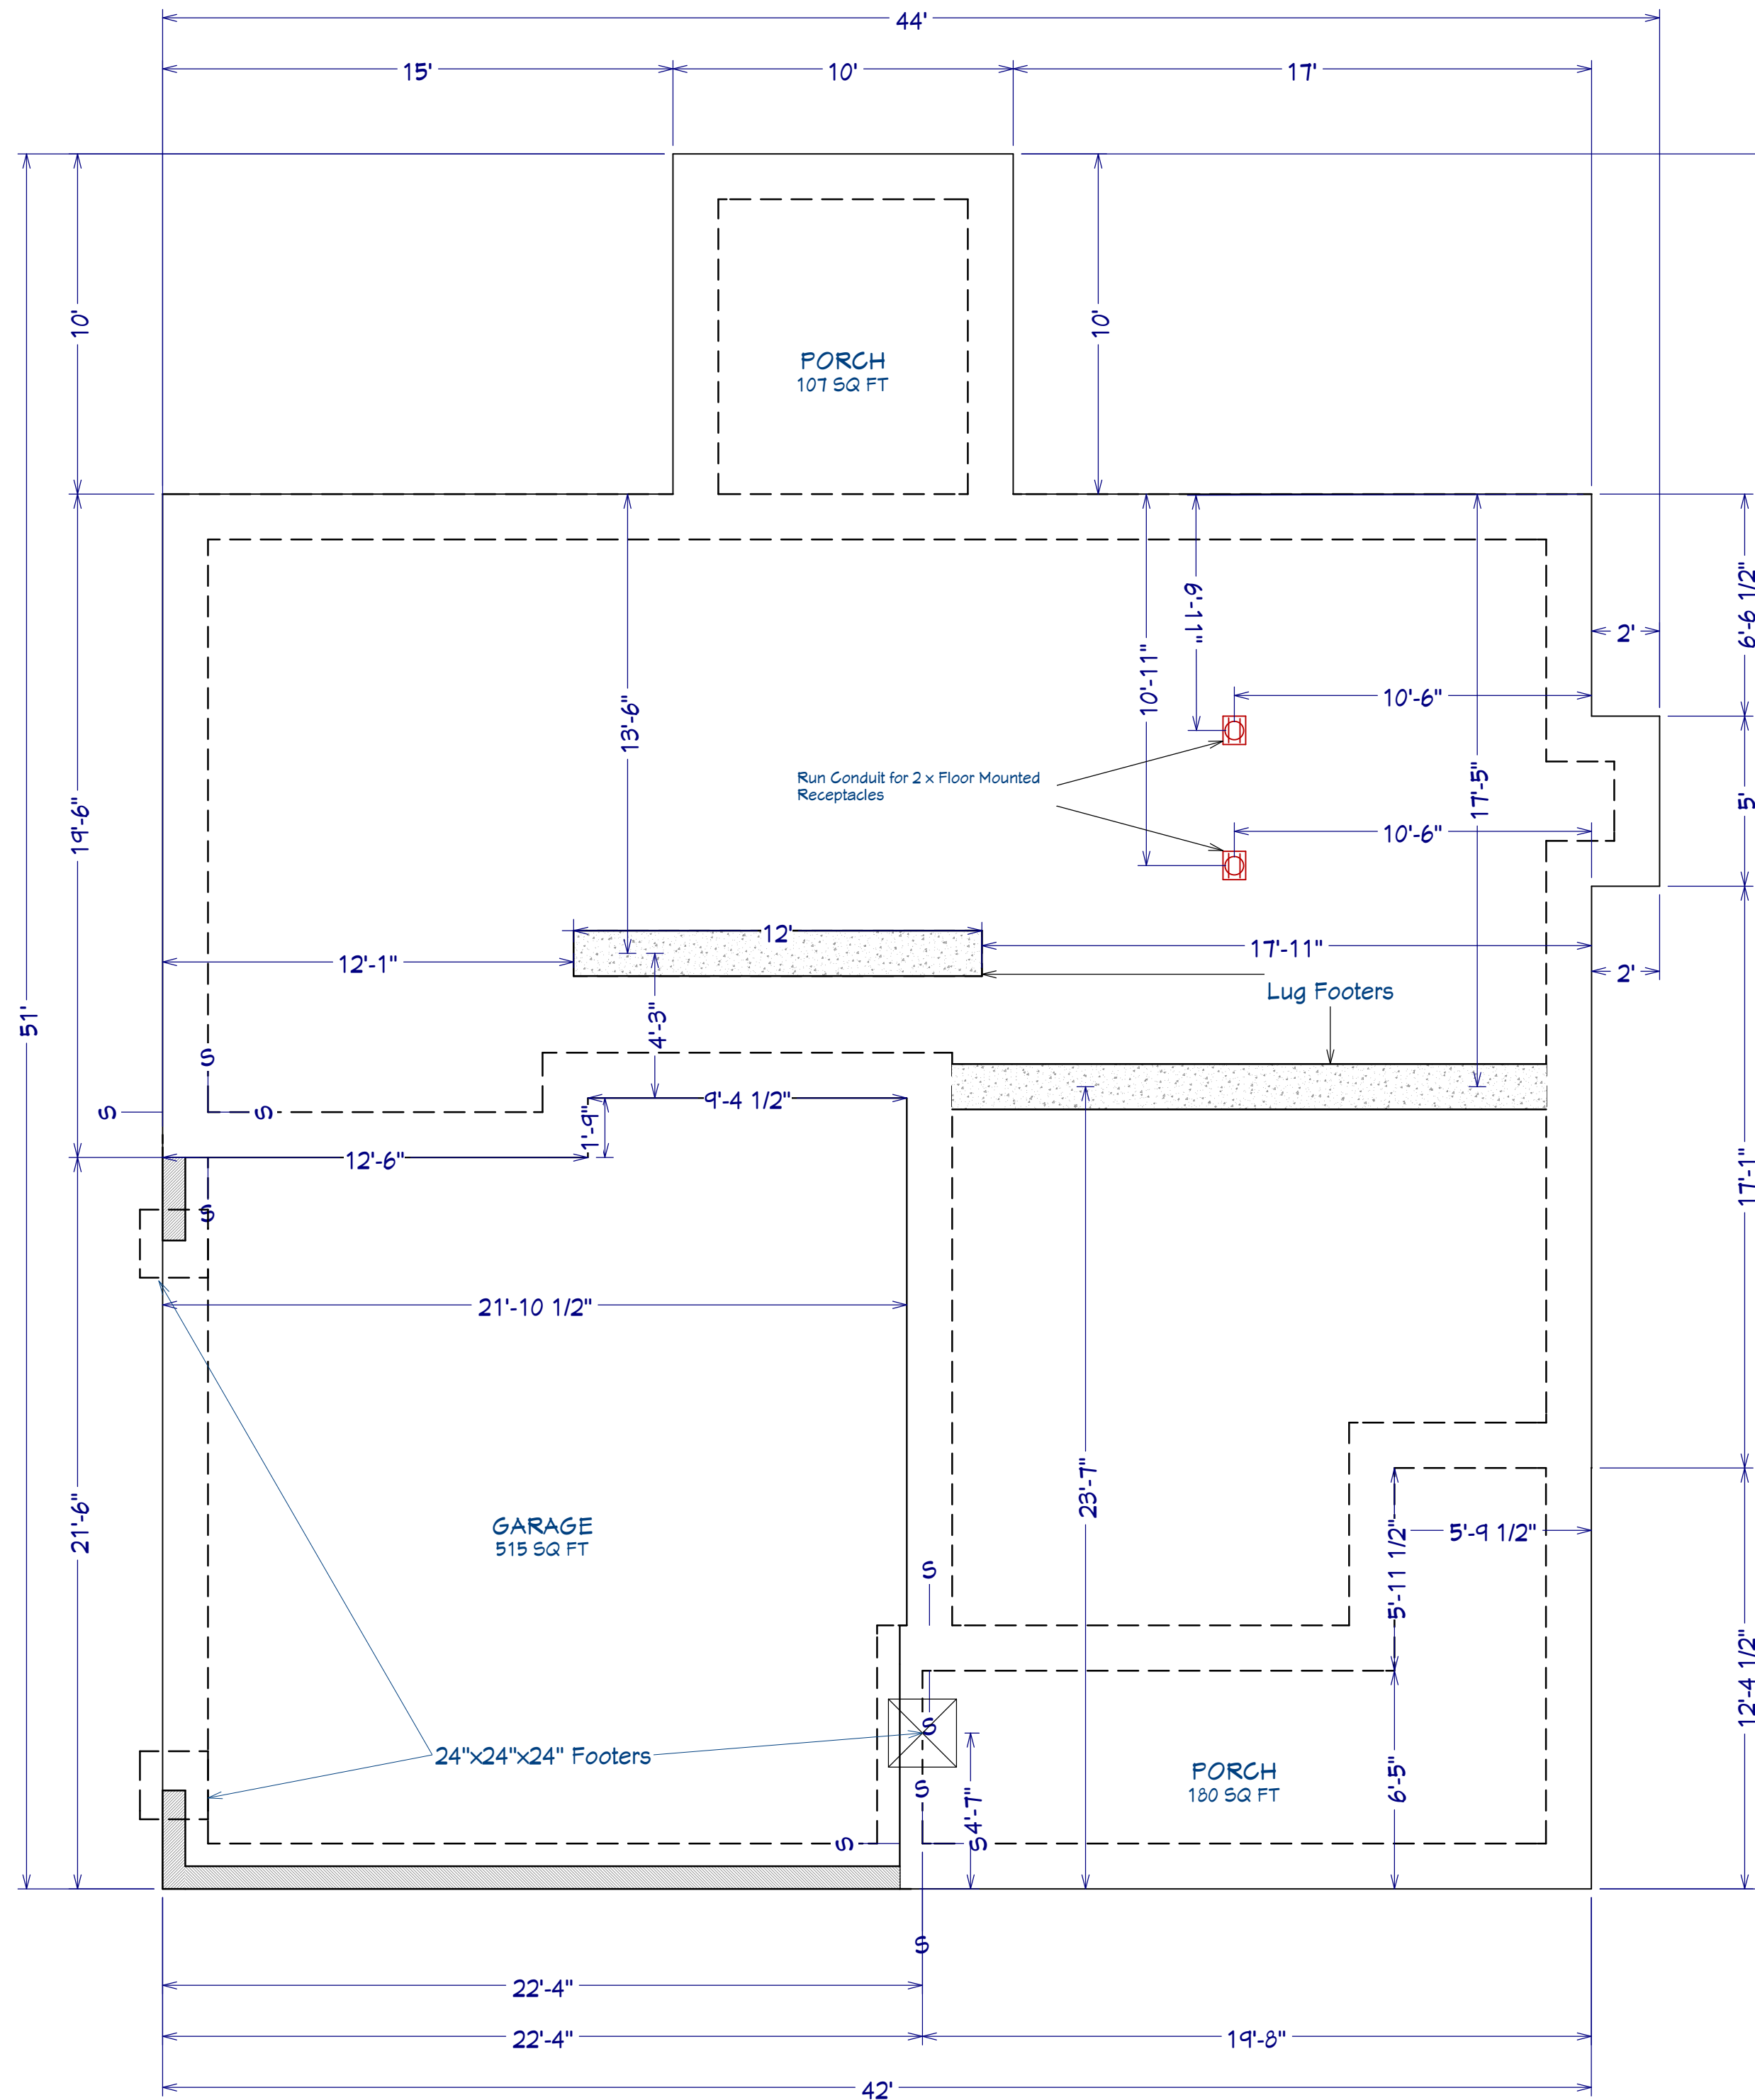 44'
15'
10'
17'
10'
10'
PORCH
107 SQ FT
6'-11"
6'-6 1/2"
2'
10'-11"
10'-6"
13'-6"
17'-5"
Run Conduit for 2 x Floor Mounted
Receptacles
5'
19'-6"
10'-6"
12'
17'-11"
12'-1"
2'
Lug Footers
51'
4'-3"
S
S
S
9'-4 1/2"
1'-9"
12'-6"
17'-1"
S
21'-10 1/2"
23'-7"
21'-6"
GARAGE
515 SQ FT
5'-9 1/2"
5'-11 1/2"
S
12'-4 1/2"
S
24"x24"x24" Footers
PORCH
180 SQ FT
6'-5"
S
4'-7"
S
S
S
22'-4"
22'-4"
19'-8"
42'